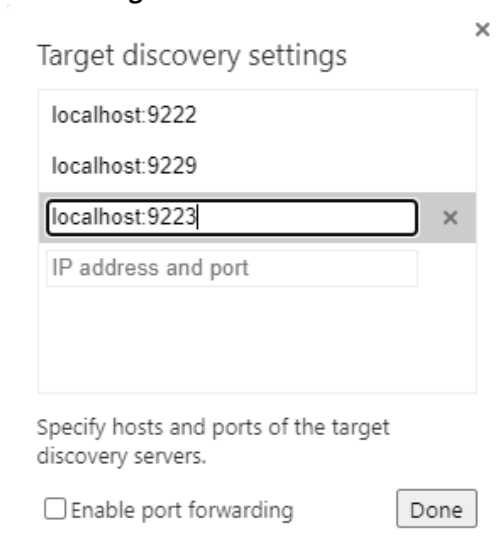 Target discovery settings
localhost:9222
localhost:9229
localhost:9223
IP address and port
Specify hosts and ports of the target
discovery servers.
Enable port forwarding
Done